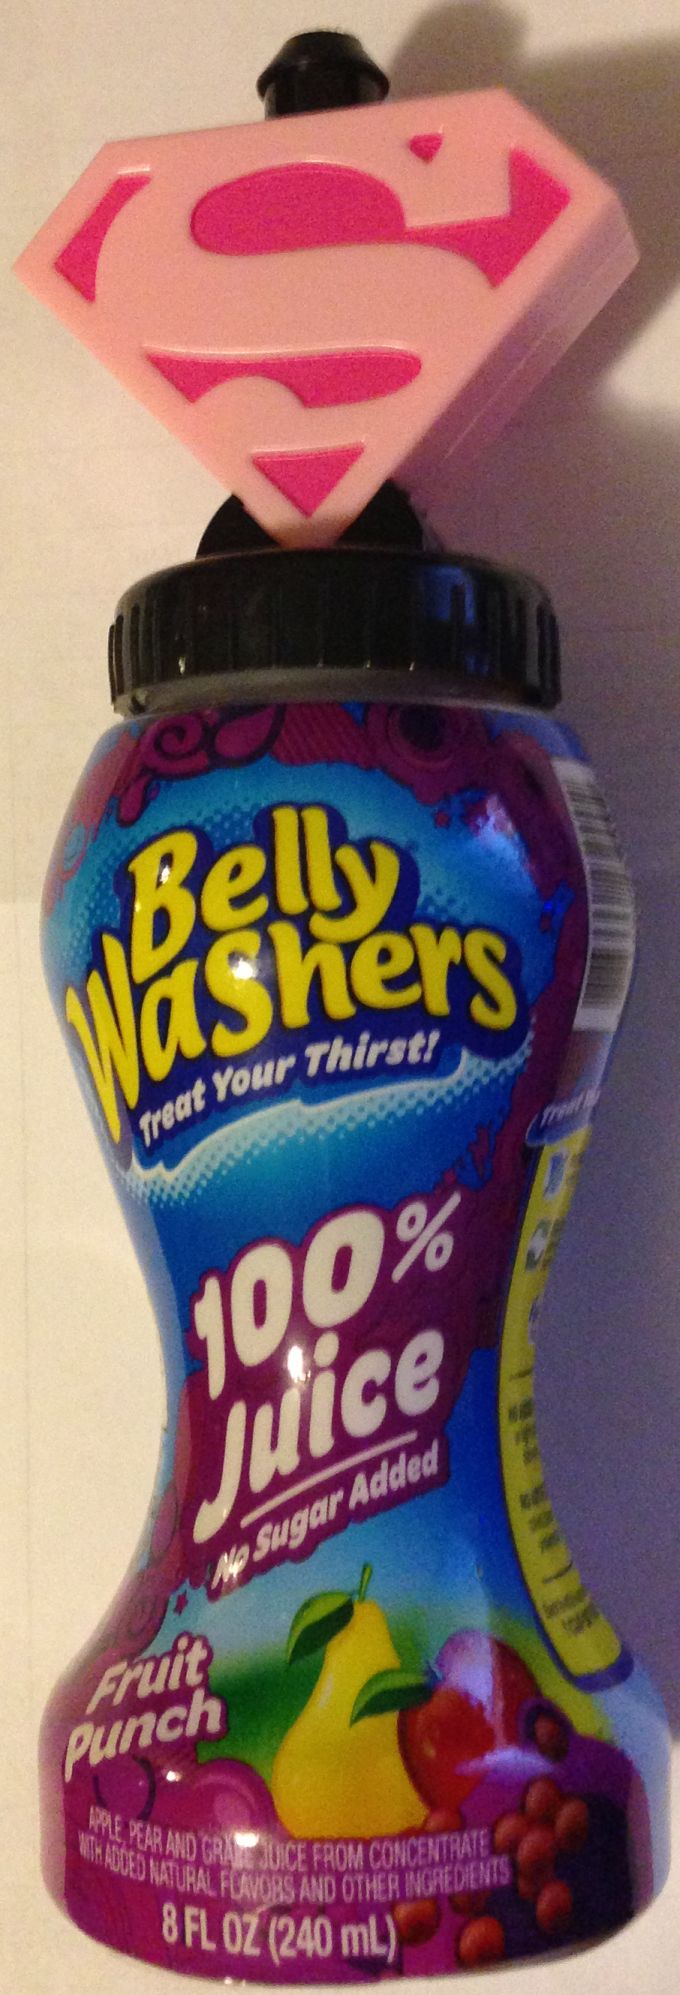 Belly
Washers
Treat Your Thirst!
100%
Juice
No Sugar Added
Fruit
Punch
APPLE, PEAR AND GRAPE JUICE FROM CONCENTRATE
WITH ADDED NATURAL FLAVORS AND OTHER INGREDIENTS
8 FL OZ (240 mL)